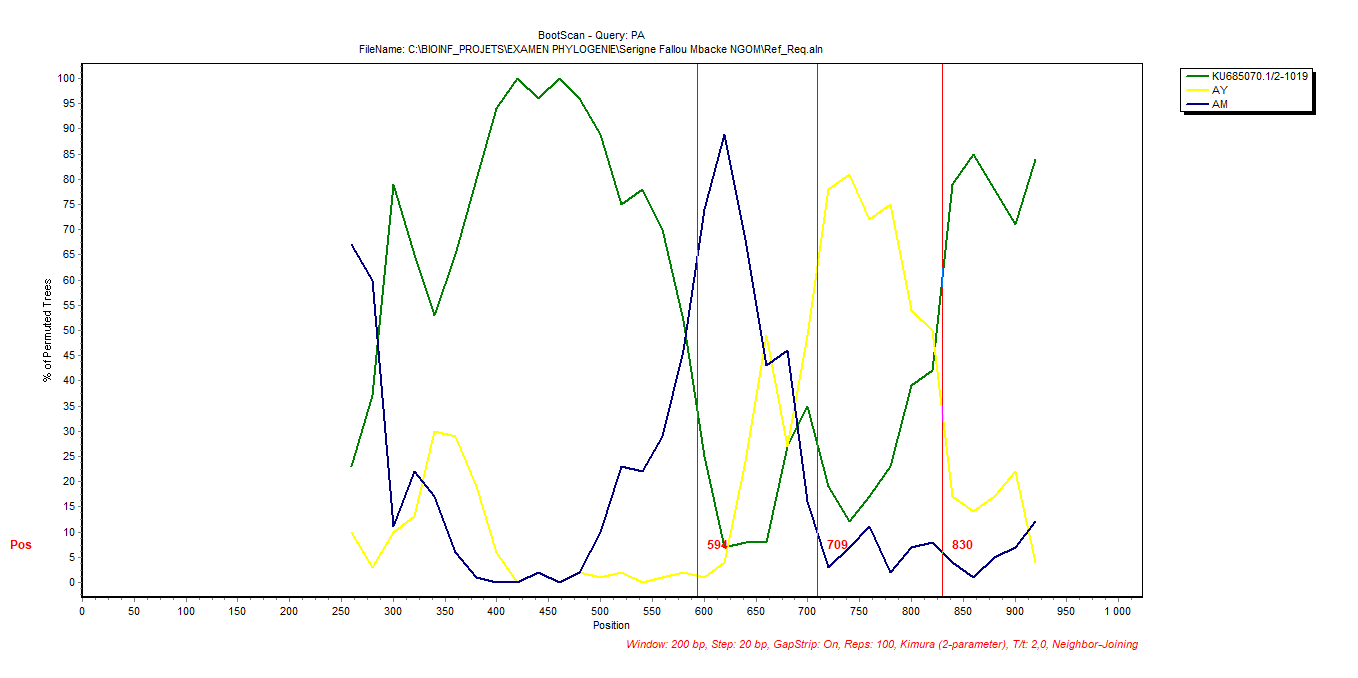 BootScan - Query: PA
FileName: C:\BIOINF_PROJETS\EXAMEN PHYLOGENIE\Serigne Fallou Mbacke NGOM\Ref_Req.aln
KU685070.1/2-1019
AY
AM
% of Permuted Trees
100
95
90
85
80
75
70
65
60
55
50
45
40
35
30
25
20
15
10
5
0
Pos
594
709
830
0 50 100 150 200 250 300 350 400 450 500 550 600 650 700 750 800 850 900 950 1 000
Position
Window: 200 bp, Step: 20 bp, GapStrip: On, Reps: 100, Kimura (2-parameter), T/t: 2,0, Neighbor-Joining